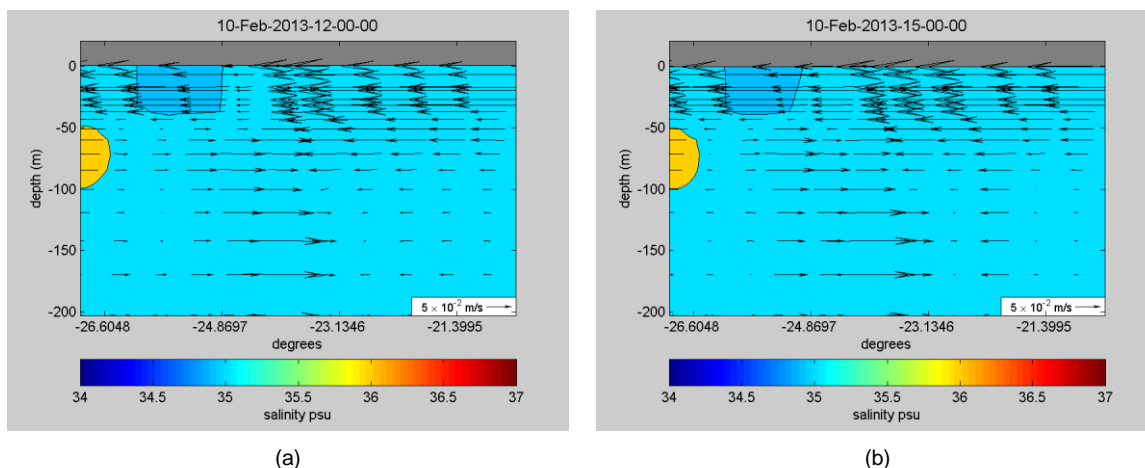 10-Feb-2013-12-00-00
0
-50
-100
-150
-200
depth (m)
5 × 10⁻² m/s
-26.6048 -24.8697 -23.1346 -21.3995
degrees
34 34.5 35 35.5 36 36.5 37
salinity psu
(a)
10-Feb-2013-15-00-00
0
-50
-100
-150
-200
depth (m)
5 × 10⁻² m/s
-26.6048 -24.8697 -23.1346 -21.3995
degrees
34 34.5 35 35.5 36 36.5 37
salinity psu
(b)